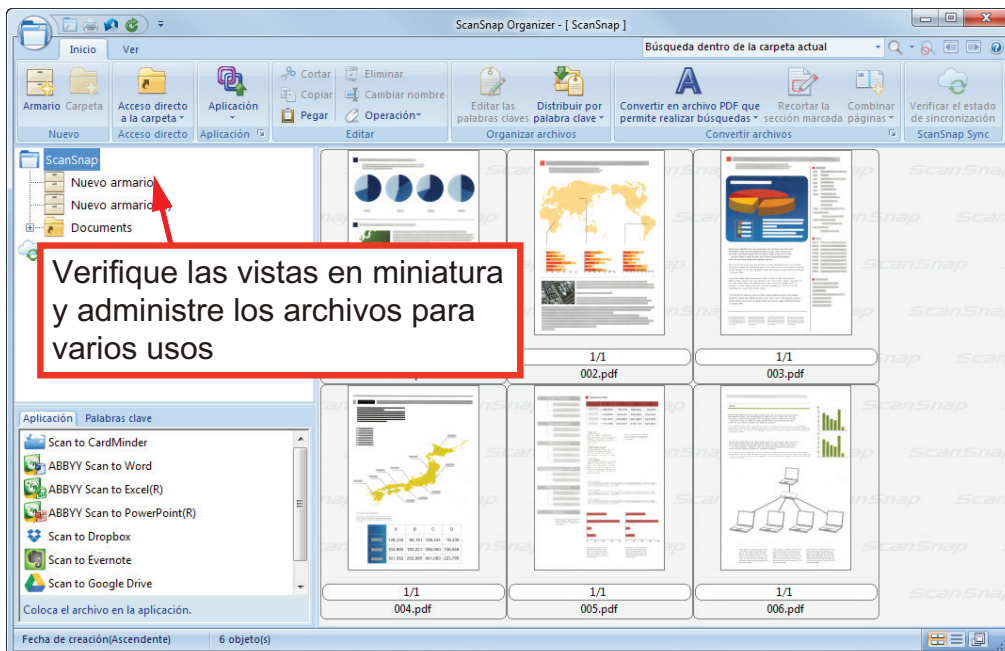 ScanSnap Organizer - [ ScanSnap ]
Inicio Ver
Búsqueda dentro de la carpeta actual
Armario Carpeta
Acceso directo
a la carpeta
Aplicación
Cortar
Copiar
Pegar
Eliminar
Cambiar nombre
Operación
Editar las
palabras claves
Distribuir por
palabra clave
Convertir en archivo PDF que
permite realizar búsquedas
Recortar la
sección marcada
Combinar
páginas
Verificar el estado
de sincronización
Nuevo
Acceso directo
Aplicación
Editar
Organizar archivos
Convertir archivos
ScanSnap Sync
ScanSnap
Nuevo armario
Nuevo armario
Documents
Verifique las vistas en miniatura
y administre los archivos para
varios usos
1/1
002.pdf
1/1
003.pdf
Aplicación Palabras clave
Scan to CardMinder
ABBYY Scan to Word
ABBYY Scan to Excel(R)
ABBYY Scan to PowerPoint(R)
Scan to Dropbox
Scan to Evernote
Scan to Google Drive
Coloca el archivo en la aplicación.
1/1
004.pdf
1/1
005.pdf
1/1
006.pdf
Fecha de creación(Ascendente) 6 objeto(s)